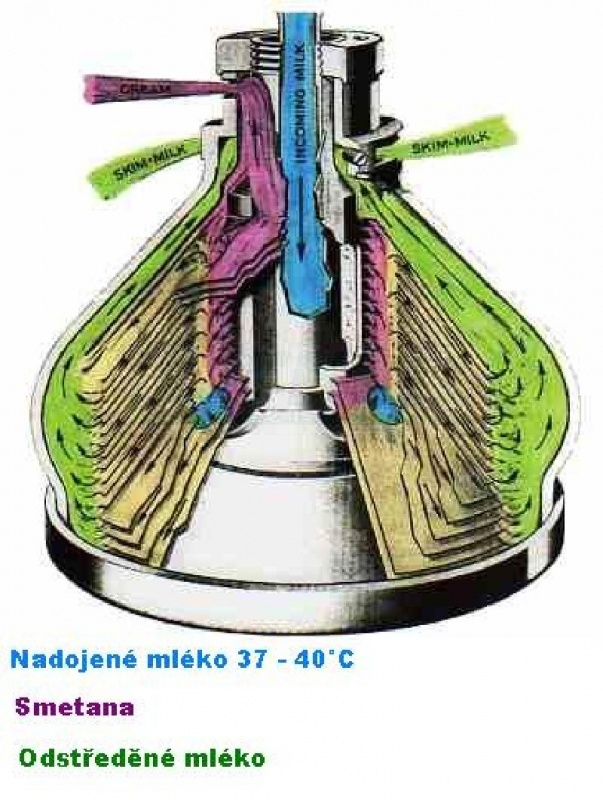 CREAM
INCOMING MILK
SKIM-MILK
SKIM-MILK
Nadojené mléko 37 - 40°C
Smetana
Odstředěné mléko